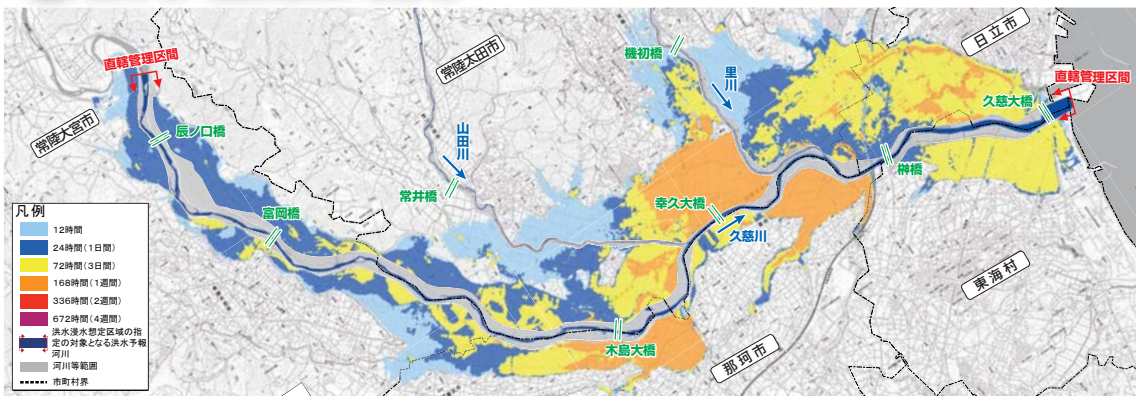 直轄管理区間
常陸大宮市
辰ノ口橋
富岡橋
常陸太田市
山田川
常井橋
機初橋
里川
幸久大橋
久慈川
木島大橋
那珂市
榊橋
東海村
日立市
久慈大橋
直轄管理区間
凡例
12時間
24時間(1日間)
72時間(3日間)
168時間(1週間)
336時間(2週間)
672時間(4週間)
洪水浸水想定区域の指
定の対象となる洪水予報
河川
河川等範囲
市町村界